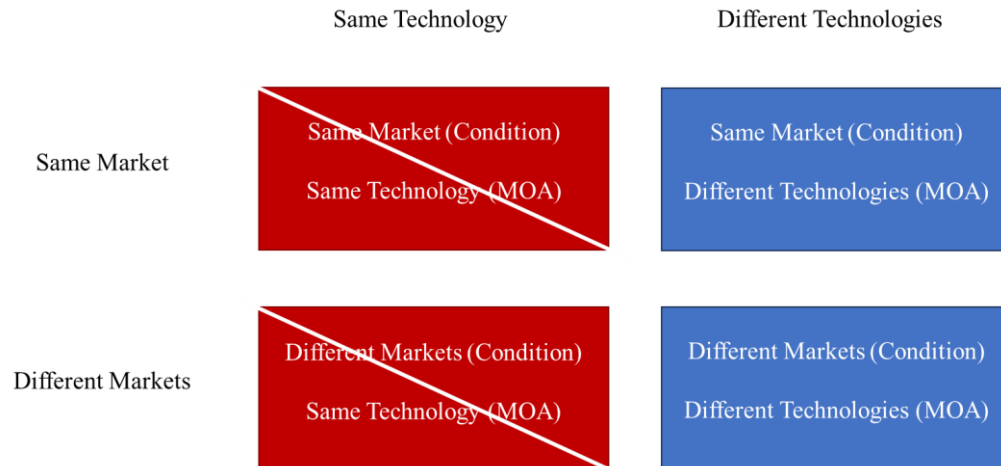 Same Technology
Different Technologies
Same Market
Same Market (Condition)
Same Technology (MOA)
Same Market (Condition)
Different Technologies (MOA)
Different Markets
Different Markets (Condition)
Same Technology (MOA)
Different Markets (Condition)
Different Technologies (MOA)